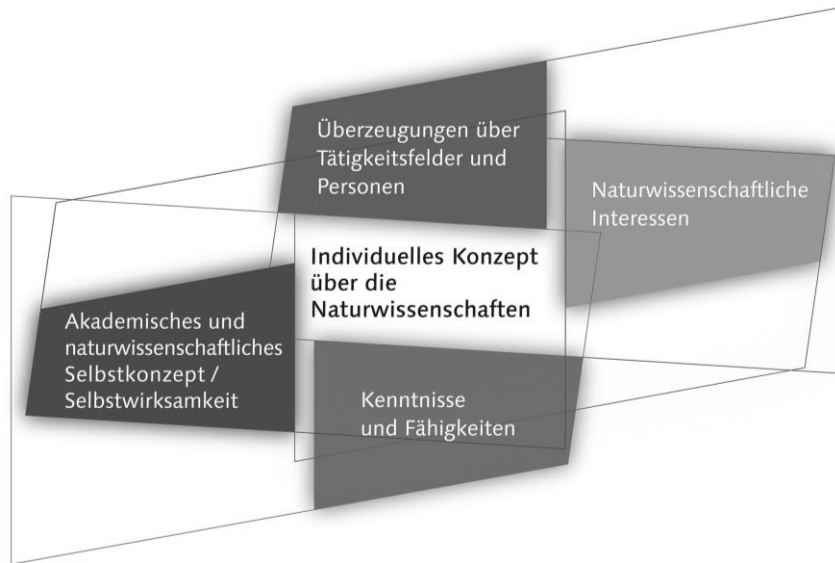 Überzeugungen über
Tätigkeitsfelder und
Personen
Naturwissenschaftliche
Interessen
Individuelles Konzept
über die
Naturwissenschaften
Akademisches und
naturwissenschaftliches
Selbstkonzept /
Selbstwirksamkeit
Kenntnisse
und Fähigkeiten